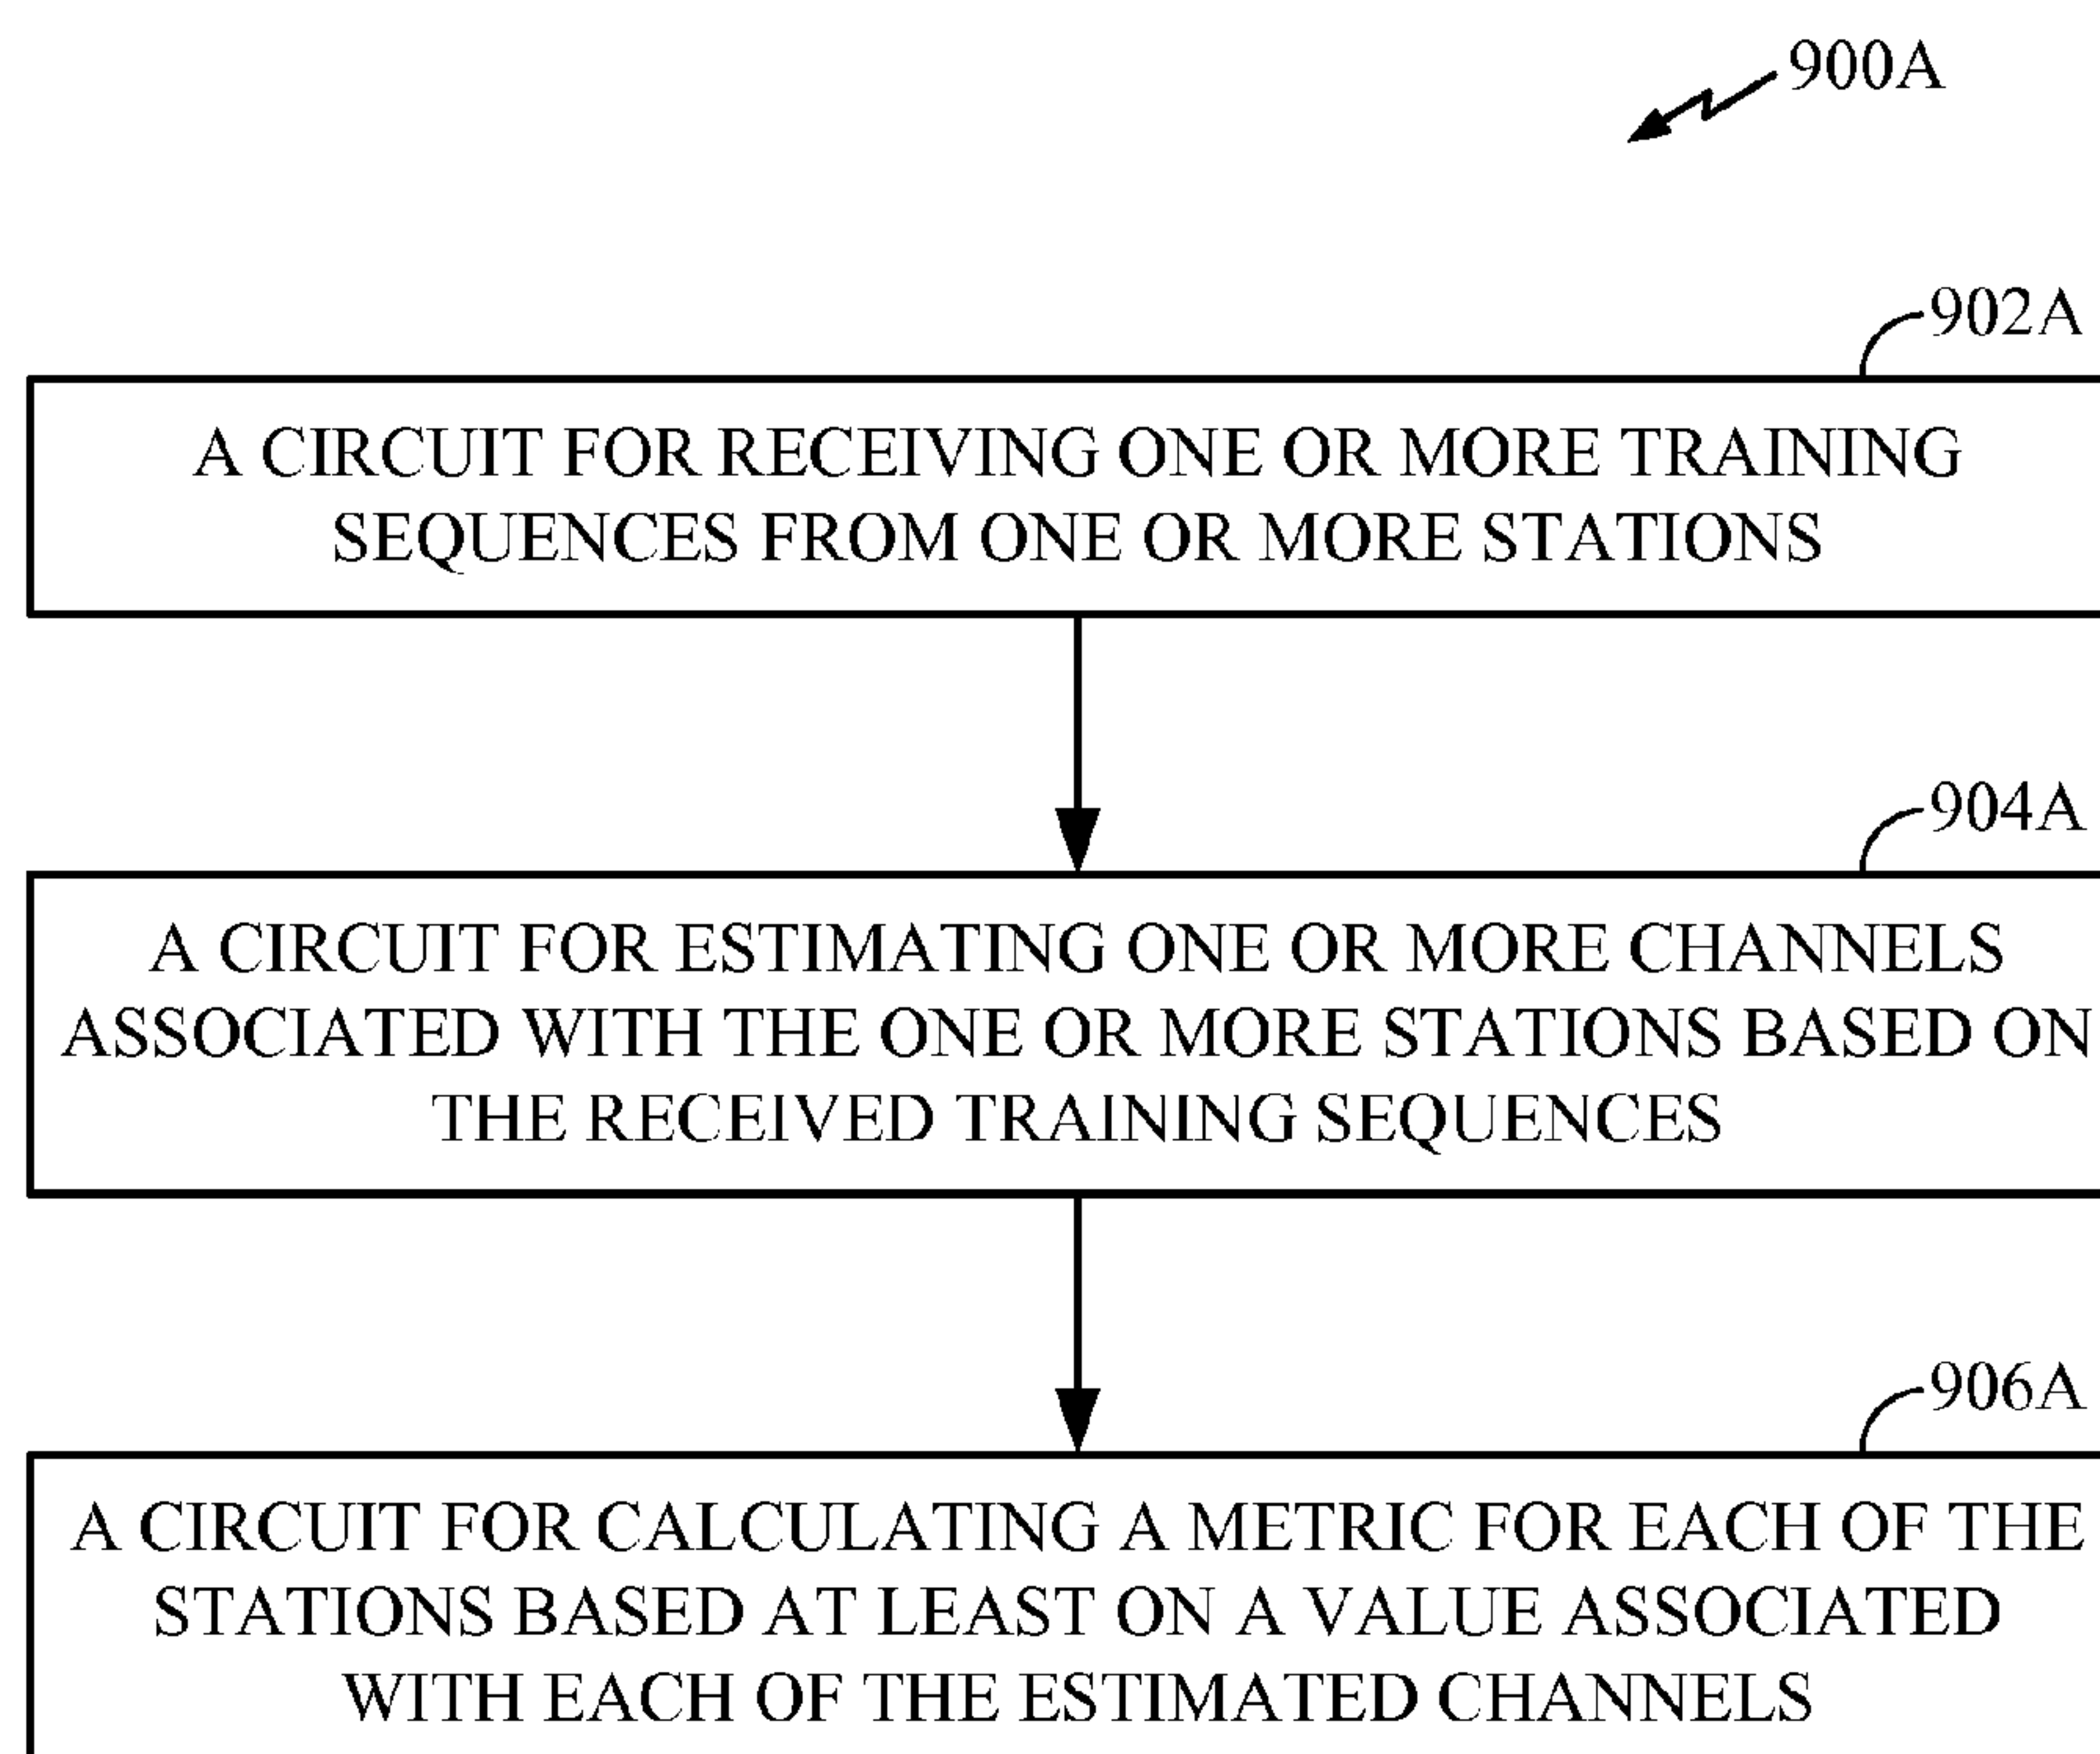 900A
902A
A CIRCUIT FOR RECEIVING ONE OR MORE TRAINING
SEQUENCES FROM ONE OR MORE STATIONS
904A
A CIRCUIT FOR ESTIMATING ONE OR MORE CHANNELS
ASSOCIATED WITH THE ONE OR MORE STATIONS BASED ON
THE RECEIVED TRAINING SEQUENCES
906A
A CIRCUIT FOR CALCULATING A METRIC FOR EACH OF THE
STATIONS BASED AT LEAST ON A VALUE ASSOCIATED
WITH EACH OF THE ESTIMATED CHANNELS